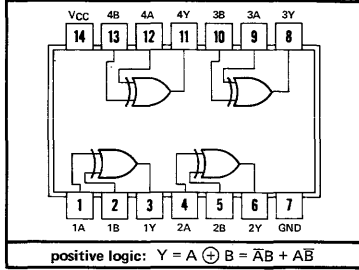 VCC 4B 4A 4Y 3B 3A 3Y
14 13 12 11 10 9 8
1 2 3 4 5 6 7
1A 1B 1Y 2A 2B 2Y GND
positive logic: Y = A ⊕ B = A̅B + AB̅